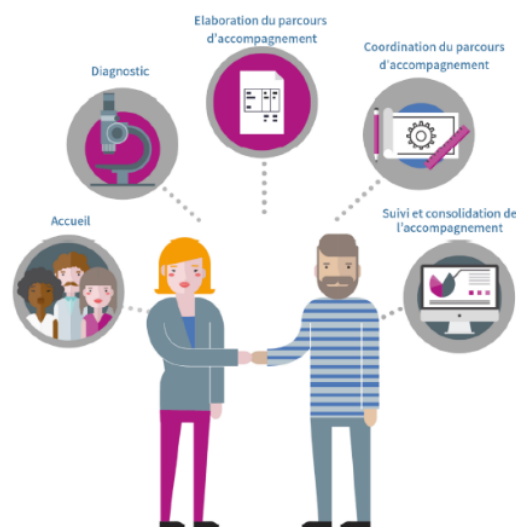 Elaboration du parcours
d'accompagnement
Coordination du parcours
d'accompagnement
Diagnostic
Accueil
Suivi et consolidation de
l'accompagnement